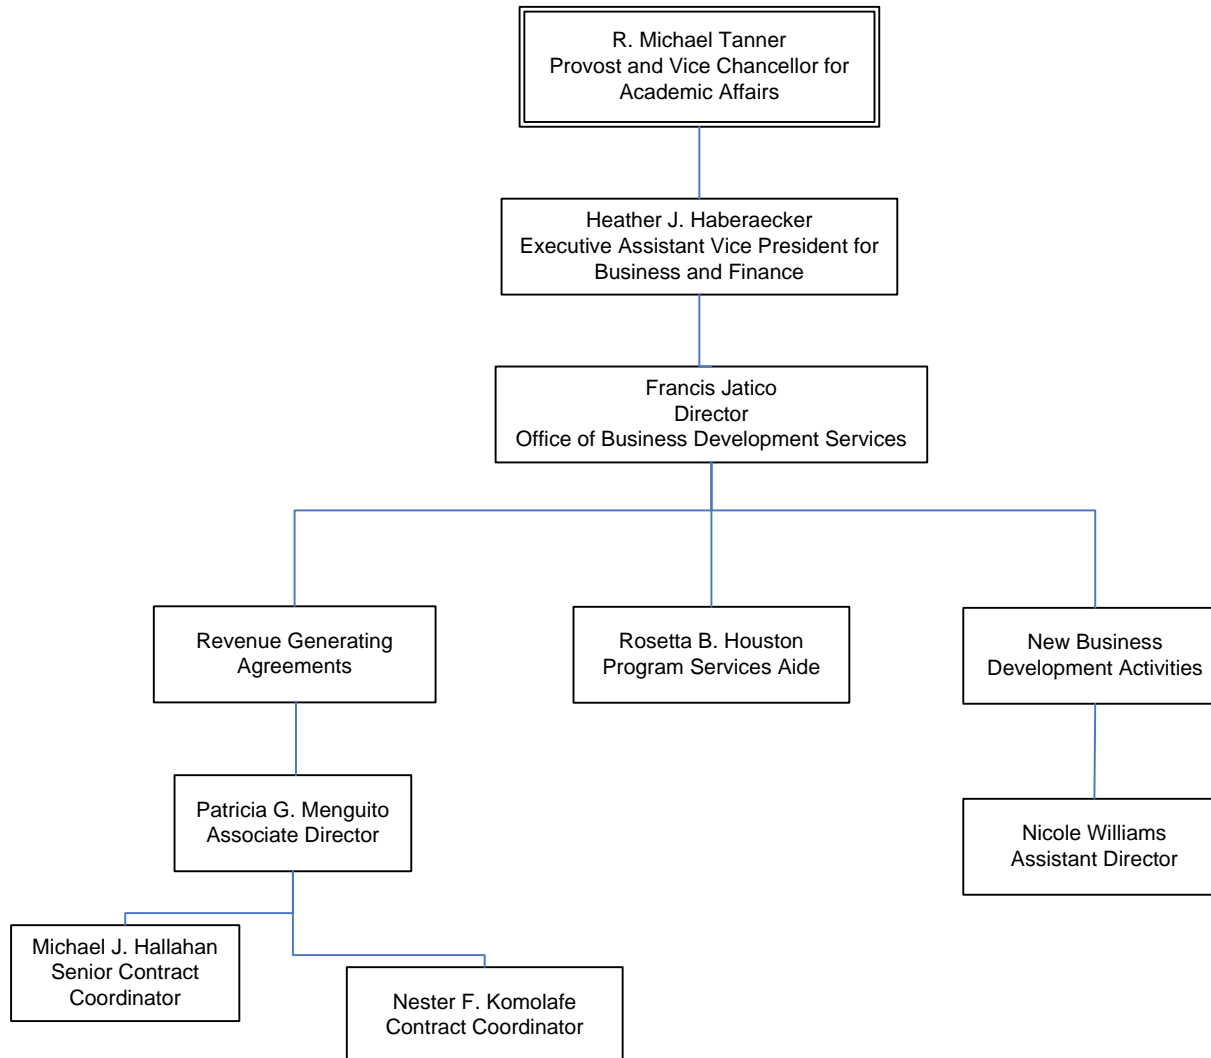 R. Michael Tanner
Provost and Vice Chancellor for
Academic Affairs
Heather J. Haberaecker
Executive Assistant Vice President for
Business and Finance
Francis Jatico
Director
Office of Business Development Services
Revenue Generating
Agreements
Rosetta B. Houston
Program Services Aide
New Business
Development Activities
Patricia G. Menguito
Associate Director
Nicole Williams
Assistant Director
Michael J. Hallahan
Senior Contract
Coordinator
Nester F. Komolafe
Contract Coordinator